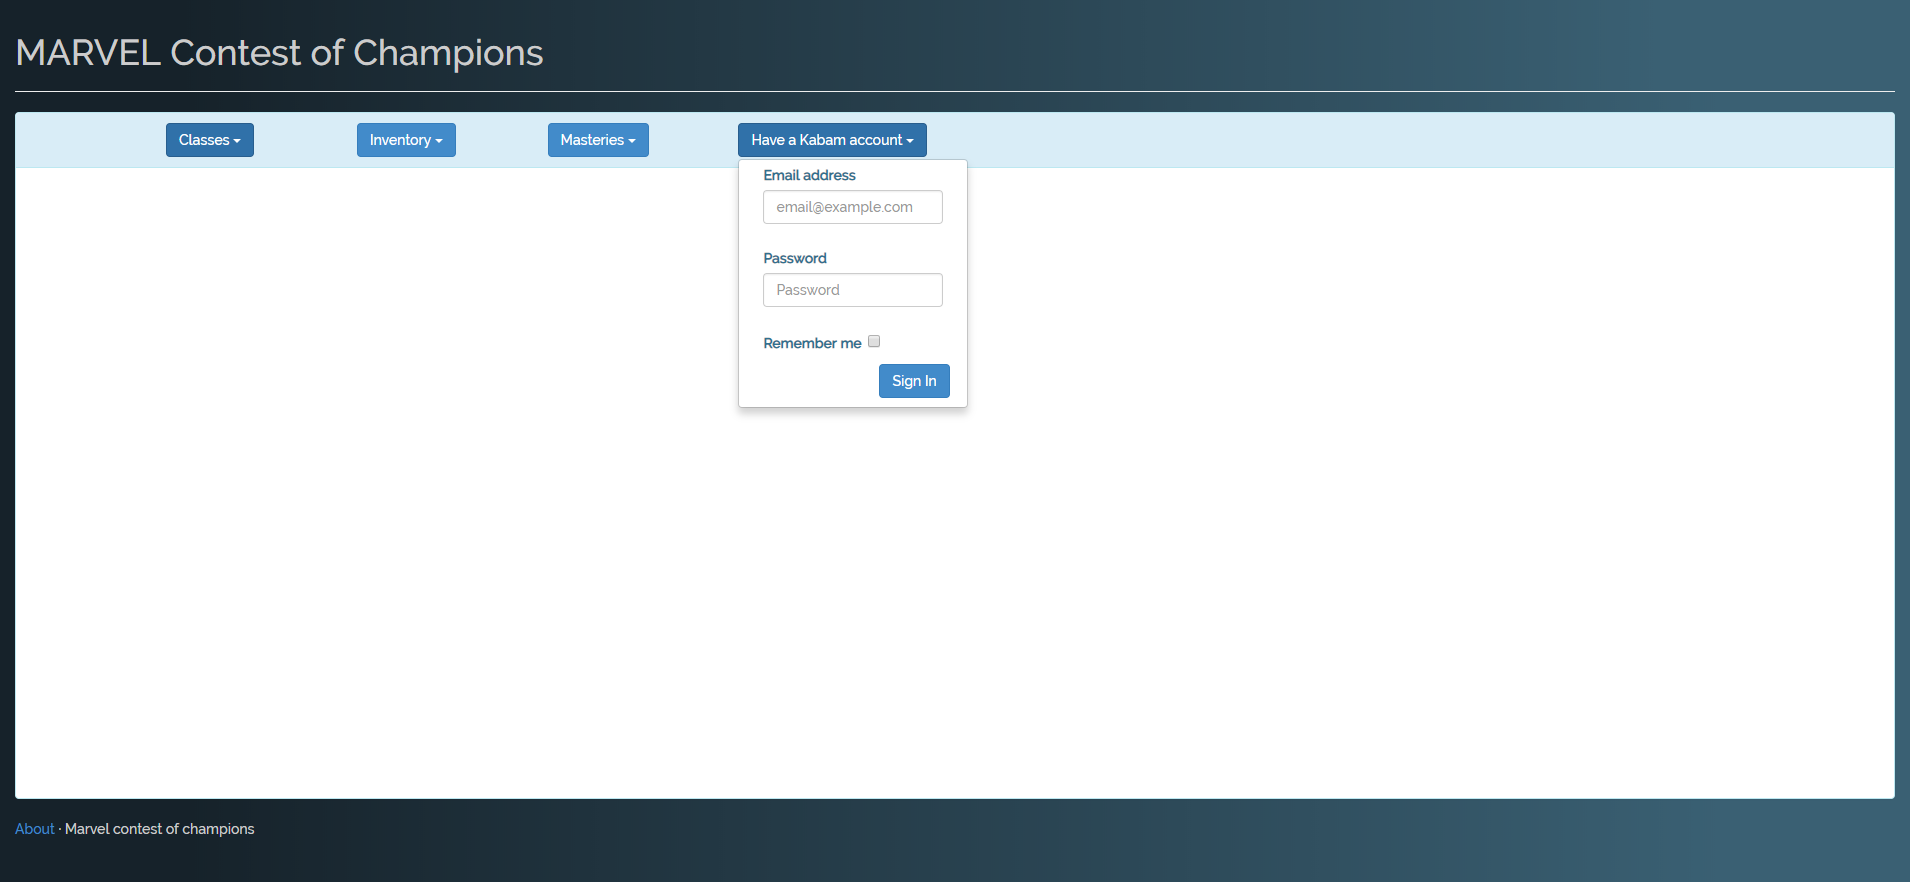 MARVEL Contest of Champions
Classes
Inventory
Masteries
Have a Kabam account
Email address
email@example.com
Password
Password
Remember me
Sign In
About · Marvel contest of champions